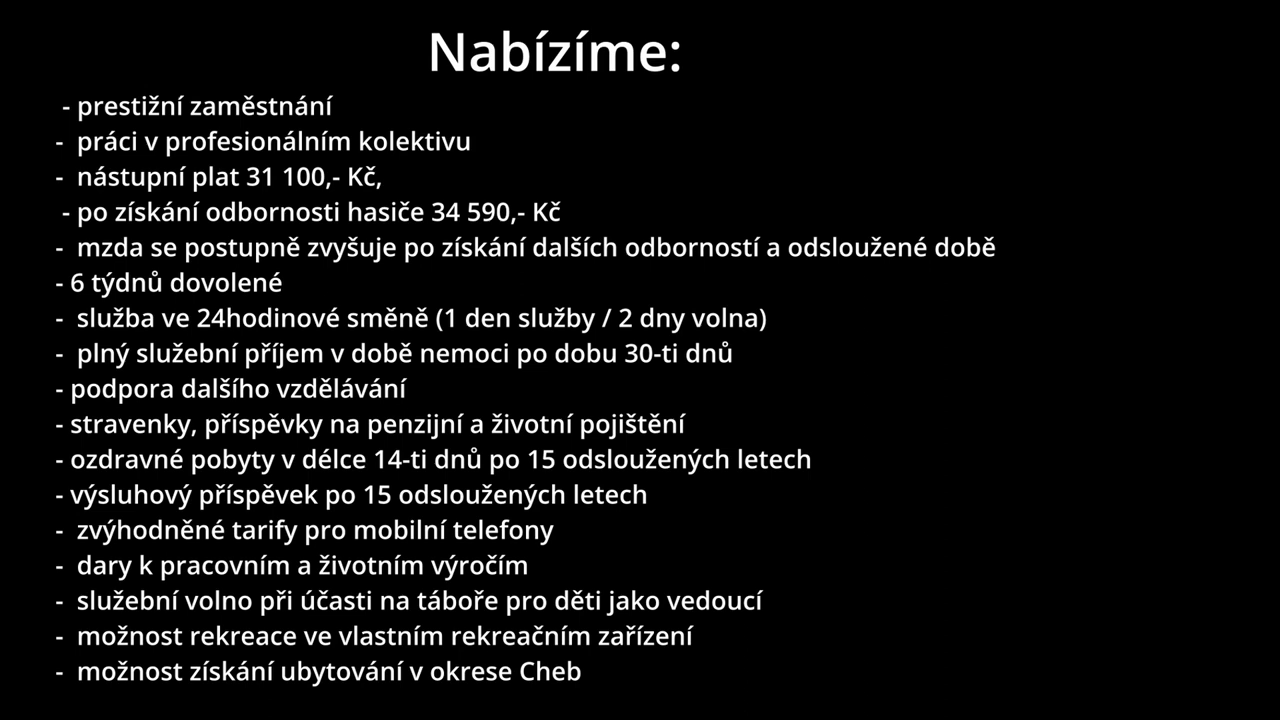 Nabízíme:
- prestižní zaměstnání
- práci v profesionálním kolektivu
- nástupní plat 31 100,- Kč,
- po získání odbornosti hasiče 34 590,- Kč
- mzda se postupně zvyšuje po získání dalších odborností a odsloužené době
- 6 týdnů dovolené
- služba ve 24hodinové směně (1 den služby / 2 dny volna)
- plný služební příjem v době nemoci po dobu 30-ti dnů
- podpora dalšího vzdělávání
- stravenky, příspěvky na penzijní a životní pojištění
- ozdravné pobyty v délce 14-ti dnů po 15 odsloužených letech
- výsluhový příspěvek po 15 odsloužených letech
- zvýhodněné tarify pro mobilní telefony
- dary k pracovním a životním výročím
- služební volno při účasti na táboře pro děti jako vedoucí
- možnost rekreace ve vlastním rekreačním zařízení
- možnost získání ubytování v okrese Cheb